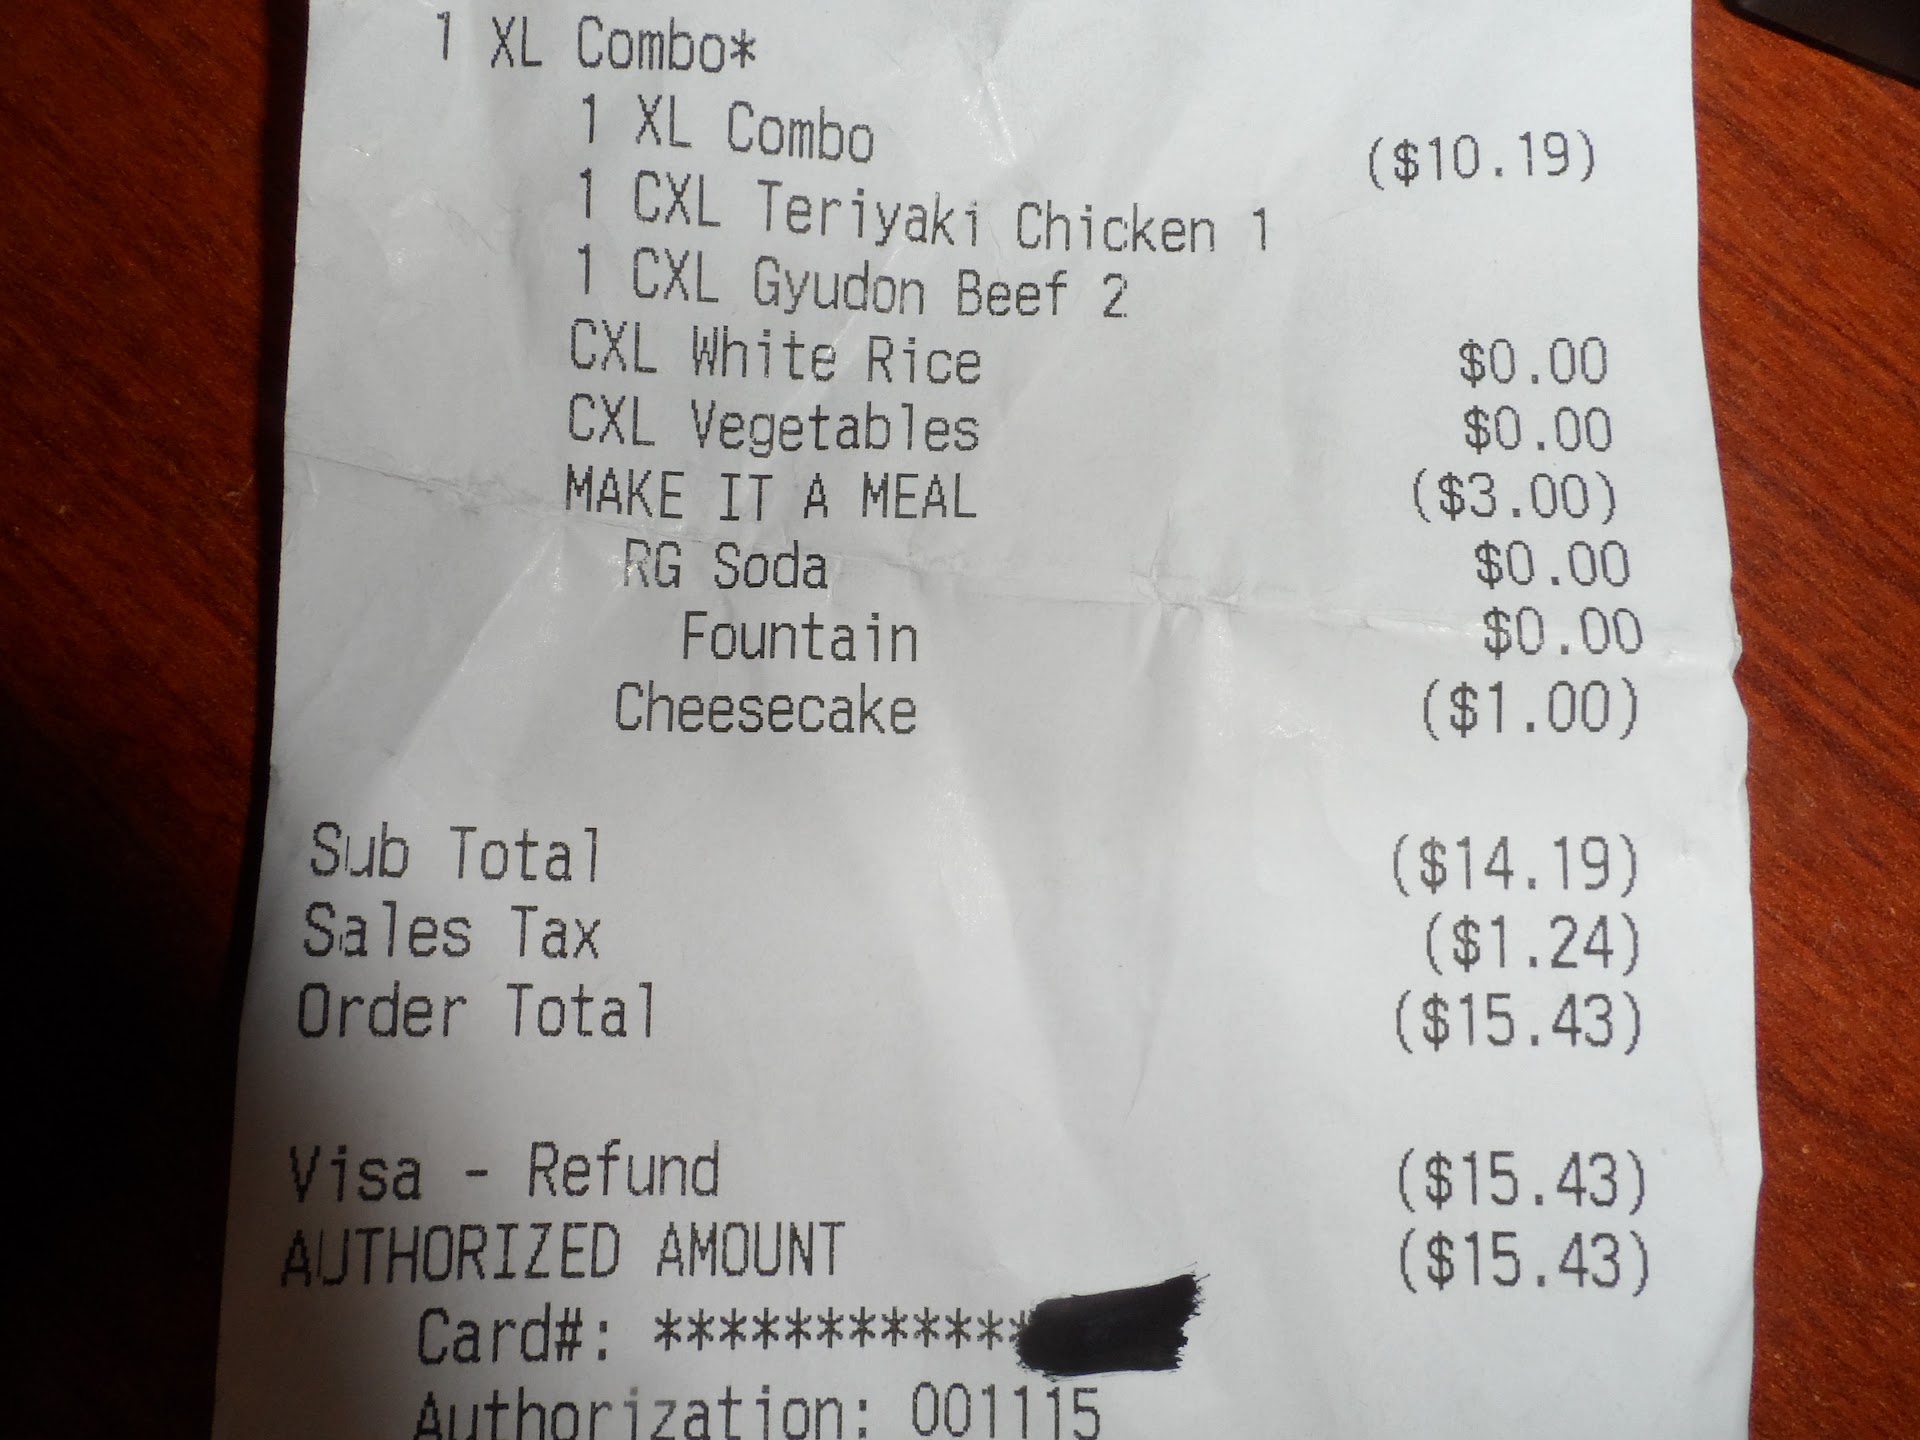 1 XL Combo*
1 XL Combo ($10.19)
1 CXL Teriyaki Chicken 1
1 CXL Gyudon Beef 2
CXL White Rice $0.00
CXL Vegetables $0.00
MAKE IT A MEAL ($3.00)
RG Soda $0.00
Fountain $0.00
Cheesecake ($1.00)
Sub Total ($14.19)
Sales Tax ($1.24)
Order Total ($15.43)
Visa - Refund ($15.43)
AUTHORIZED AMOUNT ($15.43)
Card#: ************
Authorization: 001115